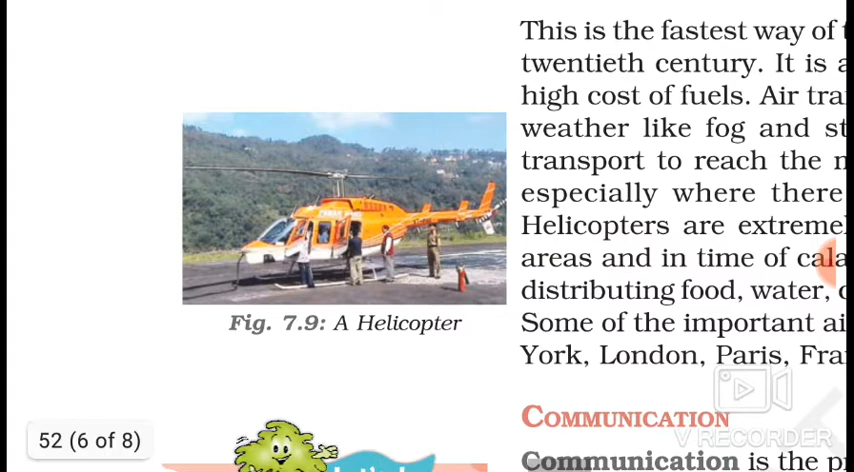 This is the fastest way of
twentieth century. It is a
high cost of fuels. Air tra
weather like fog and st
transport to reach the
especially where there
Helicopters are extreme
areas and in time of cala
distributing food, water,
Some of the important ai
York, London, Paris, Fra
Fig. 7.9: A Helicopter
COMMUNICATION
V RECORDER
52 (6 of 8)
Communication is the p